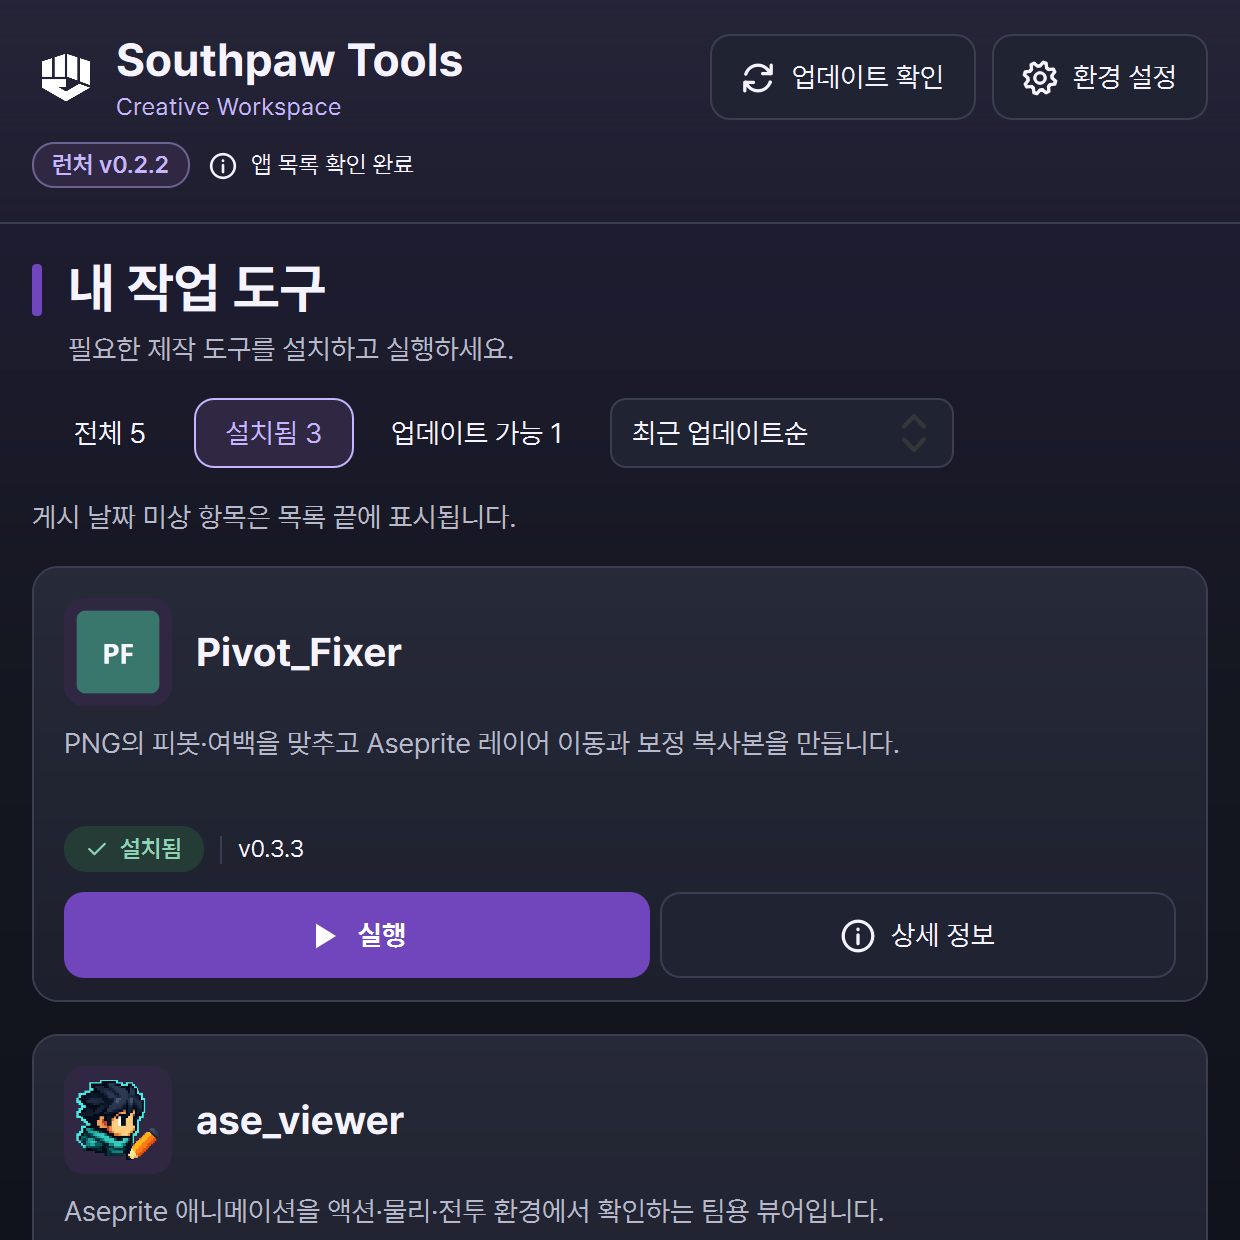 Southpaw Tools
Creative Workspace
업데이트 확인
환경 설정
런처 v0.2.2
앱 목록 확인 완료
내 작업 도구
필요한 제작 도구를 설치하고 실행하세요.
전체 5
설치됨 3
업데이트 가능 1
최근 업데이트순
게시 날짜 미상 항목은 목록 끝에 표시됩니다.
PF
Pivot_Fixer
PNG의 피봇·여백을 맞추고 Aseprite 레이어 이동과 보정 복사본을 만듭니다.
설치됨
v0.3.3
실행
상세 정보
ase_viewer
Aseprite 애니메이션을 액션·물리·전투 환경에서 확인하는 팀용 뷰어입니다.